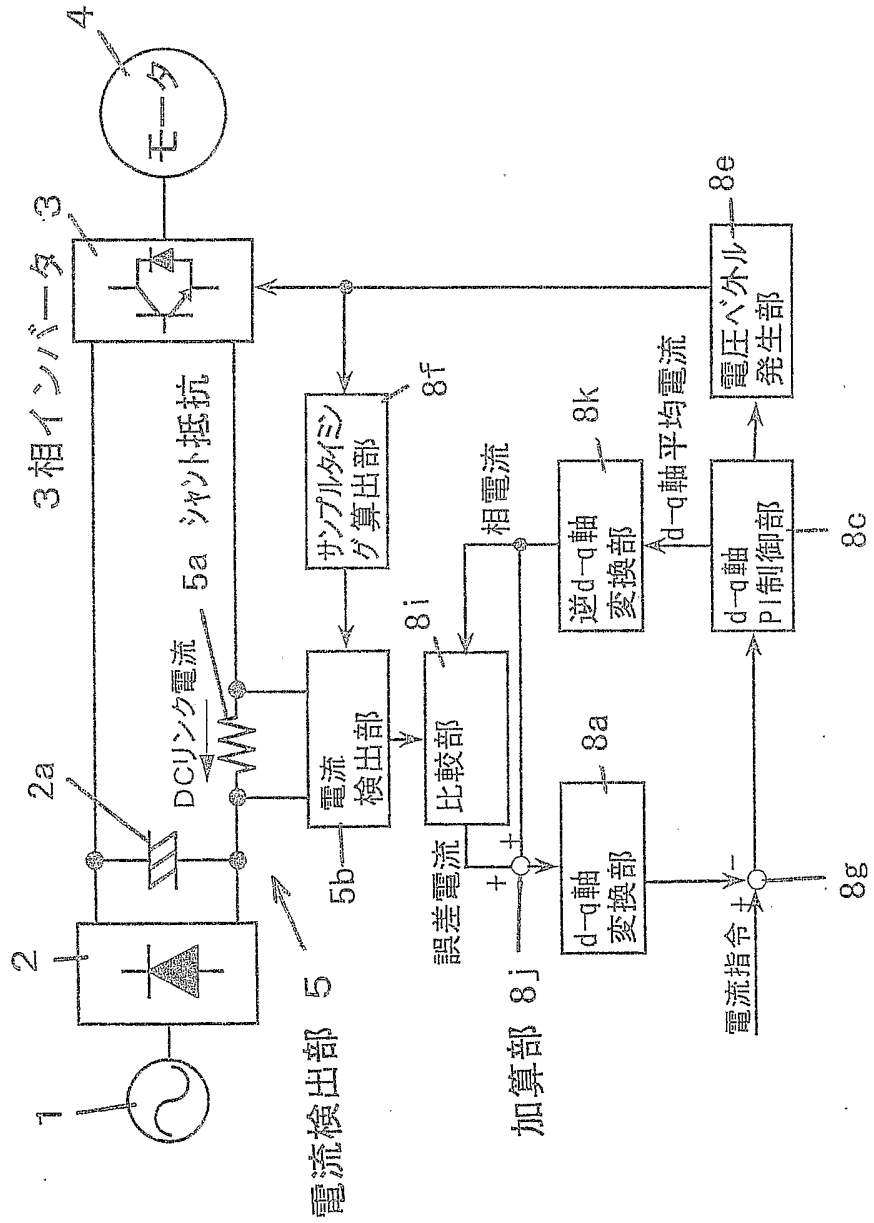 1
2
2a
DCリンク電流
5a
シャント抵抗
3相インバータ 3
4
モータ
電流検出部 5
5b
電流
検出部
サンプルタイミン
グ算出部
8f
8i
比較部
誤差電流
+
+
加算部 8j
相電流
逆d-q軸
変換部
8k
8a
d-q軸
変換部
d-q軸平均電流
電流指令
+
-
8g
d-q軸
PI制御部
8c
電圧ベクトル
発生部
8e